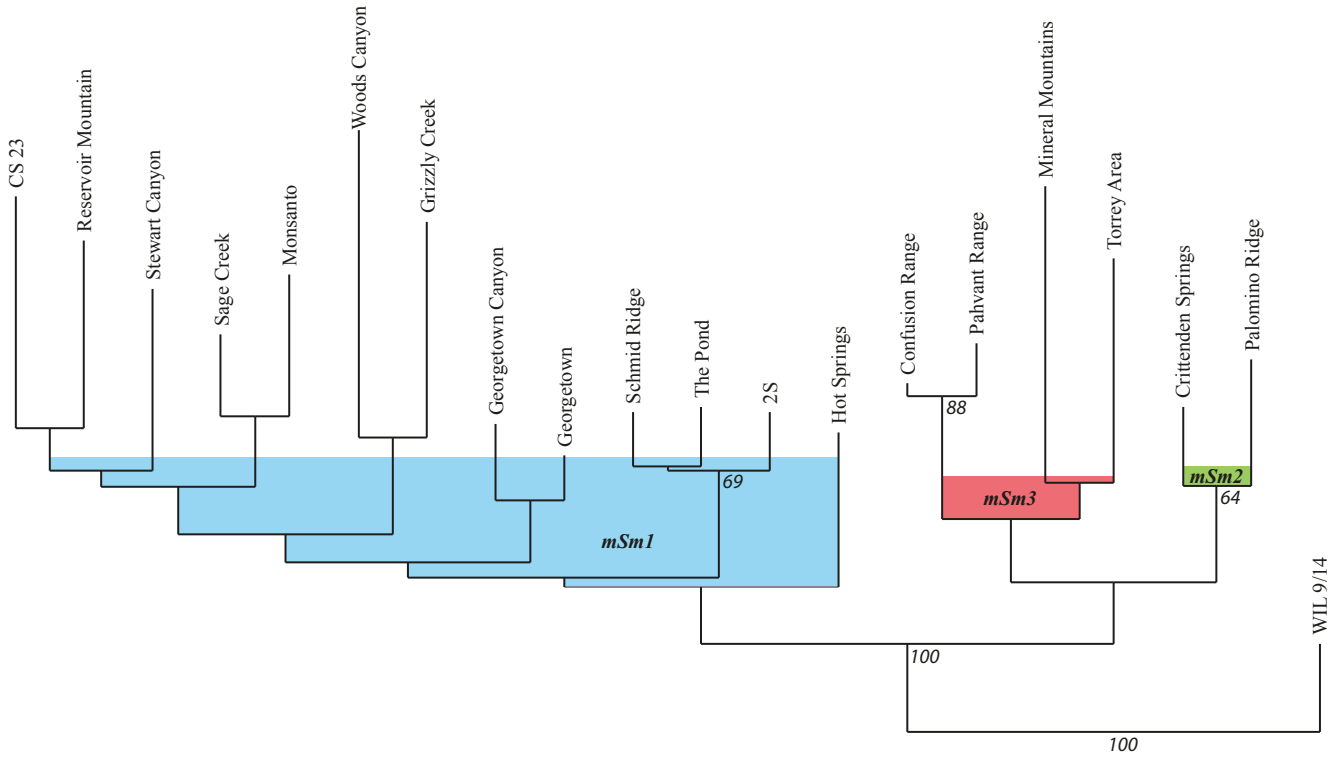 CS 23
Reservoir Mountain
Stewart Canyon
Sage Creek
Monsanto
Woods Canyon
Grizzly Creek
Georgetown Canyon
Georgetown
Schmid Ridge
The Pond
2S
Hot Springs
Confusion Range
Pahvant Range
Mineral Mountains
Torrey Area
Crittenden Springs
Palomino Ridge
WIL 9/14
88
69
mSm1
mSm3
mSm2
64
100
100